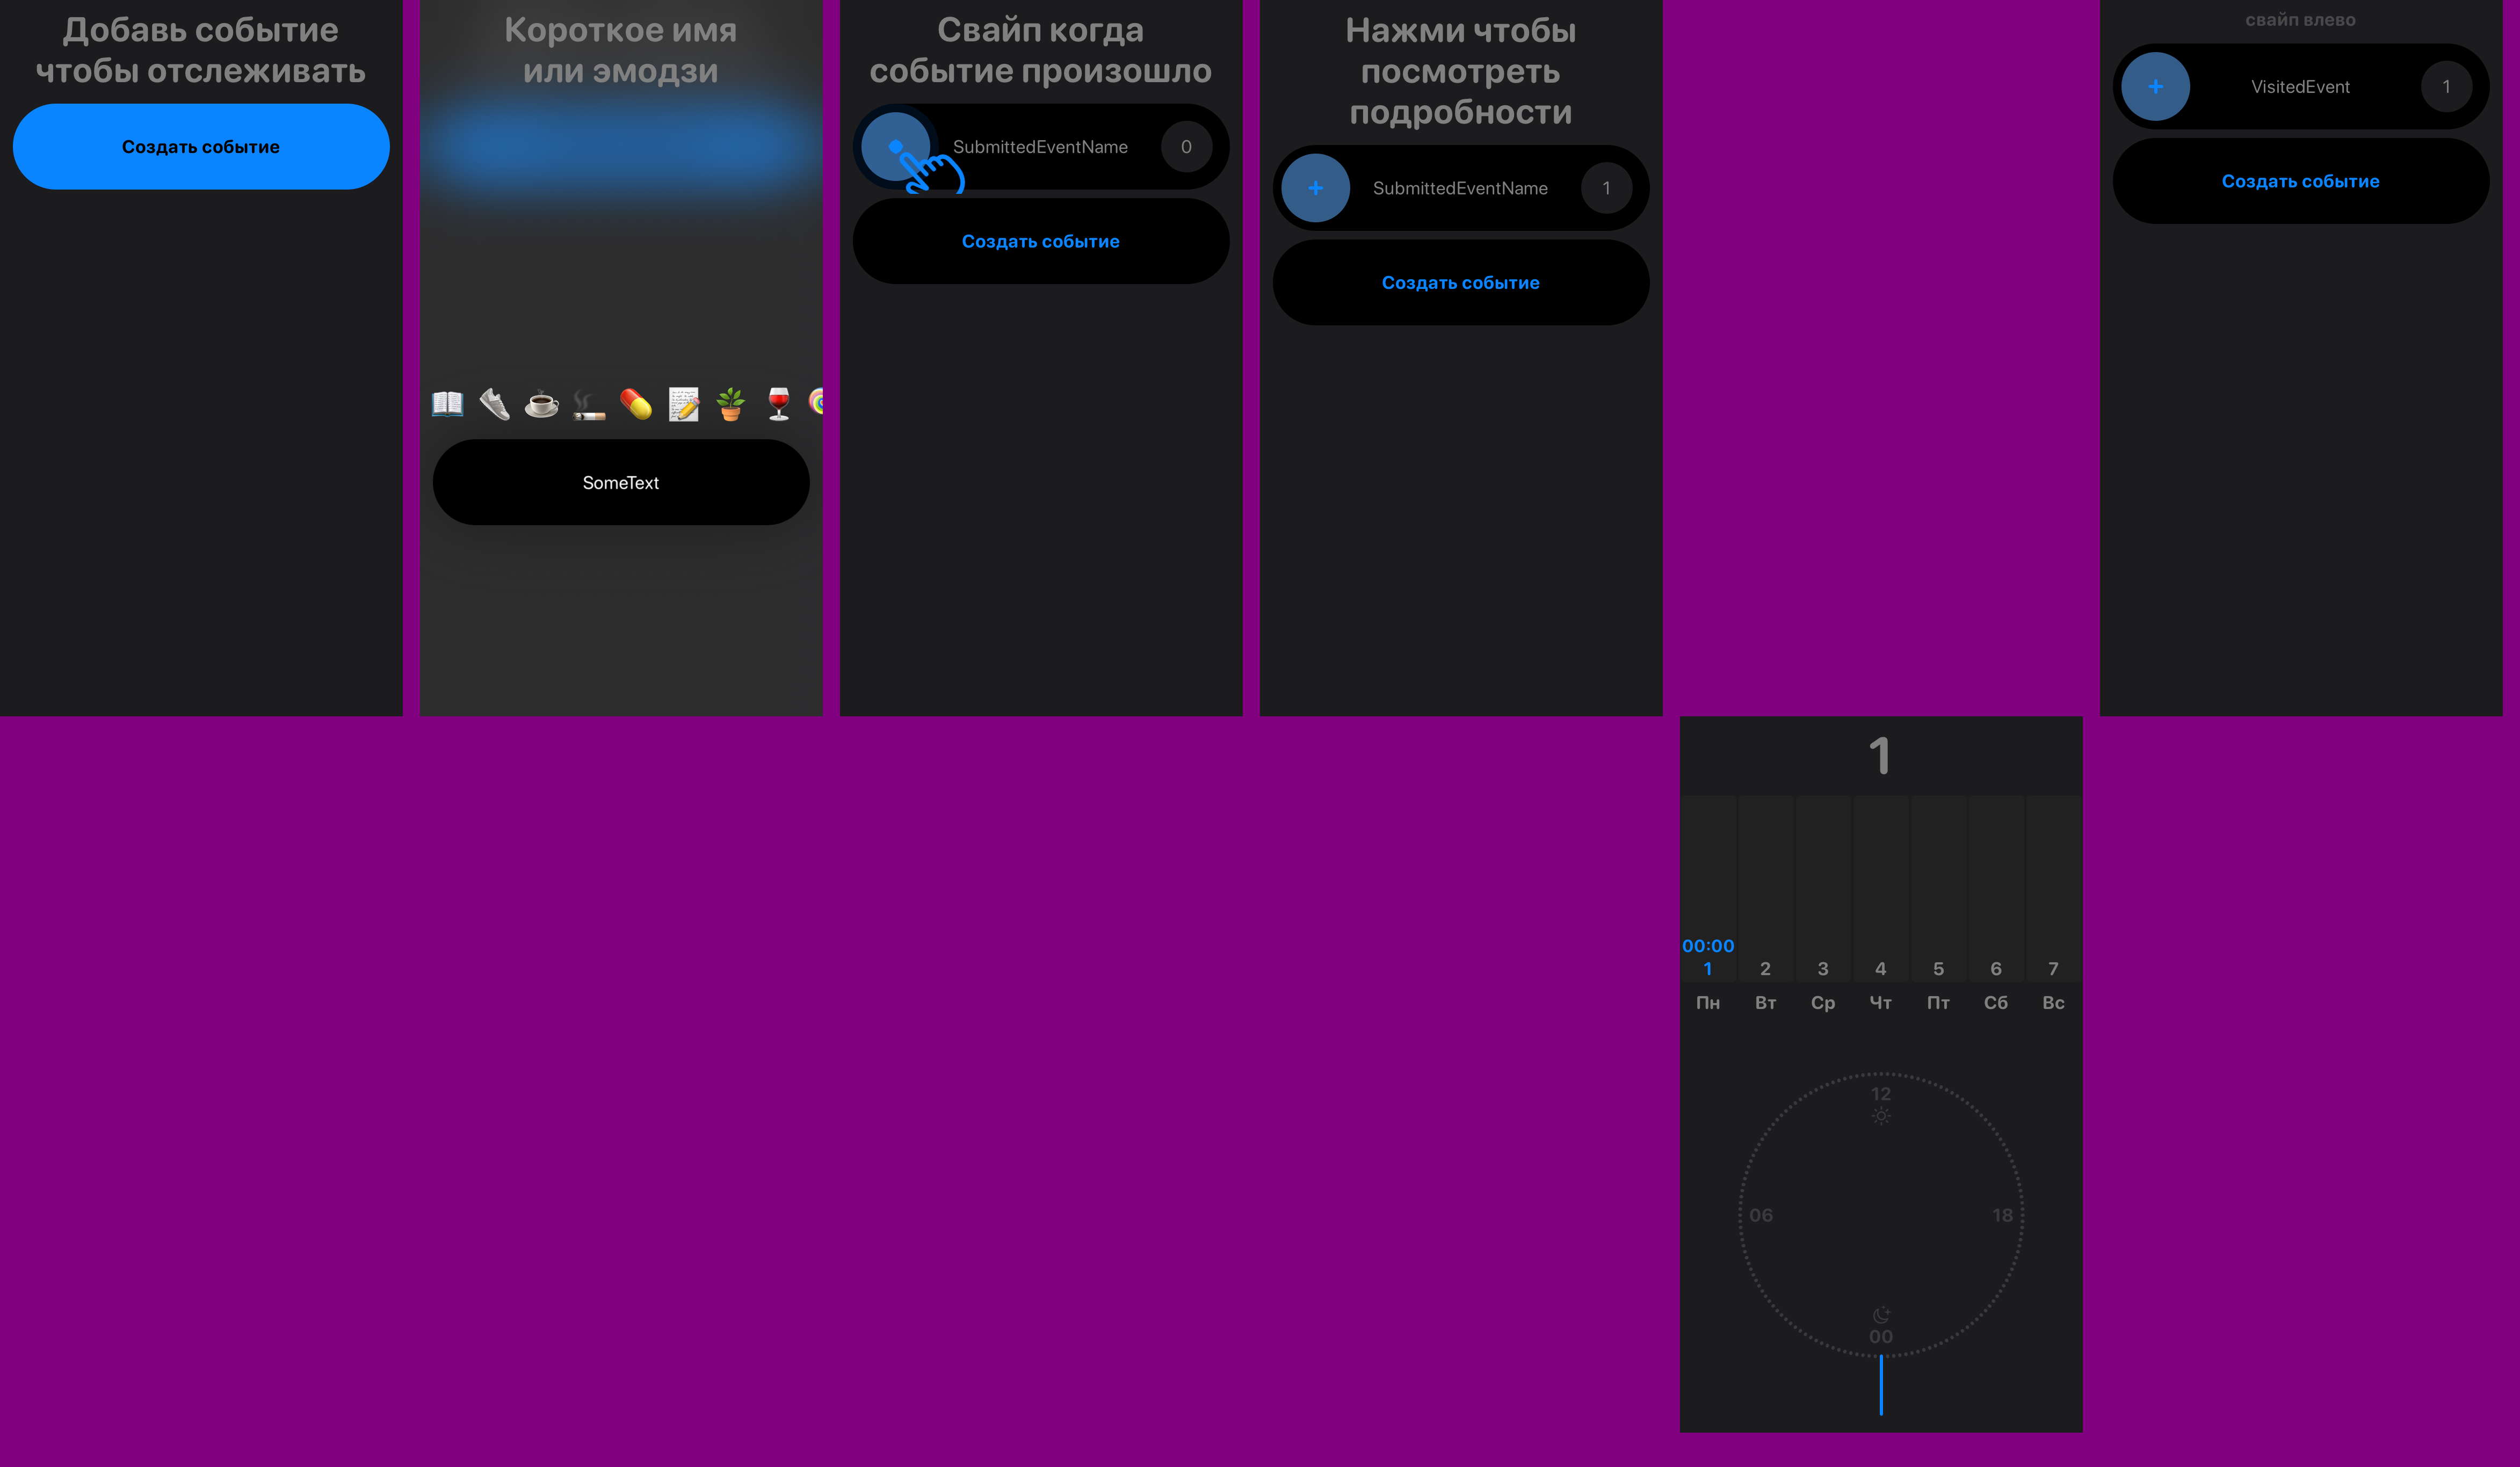 Добавь событие
чтобы отслеживать
Создать событие
Короткое имя
или эмодзи
SomeText
Свайп когда
событие произошло
SubmittedEventName 0
Создать событие
Нажми чтобы
посмотреть
подробности
+ SubmittedEventName 1
Создать событие
свайп влево
+ VisitedEvent 1
Создать событие
1
00:00
1 2 3 4 5 6 7
Пн Вт Ср Чт Пт Сб Вс
12
06 18
00